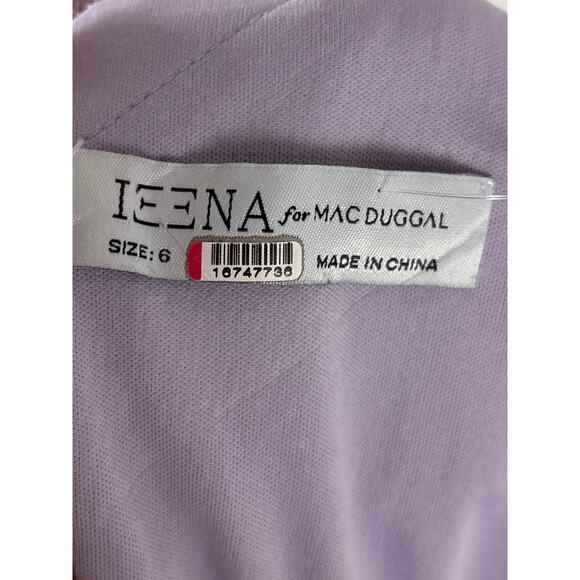 IEENA for MAC DUGGAL
SIZE: 6
16747736
MADE IN CHINA